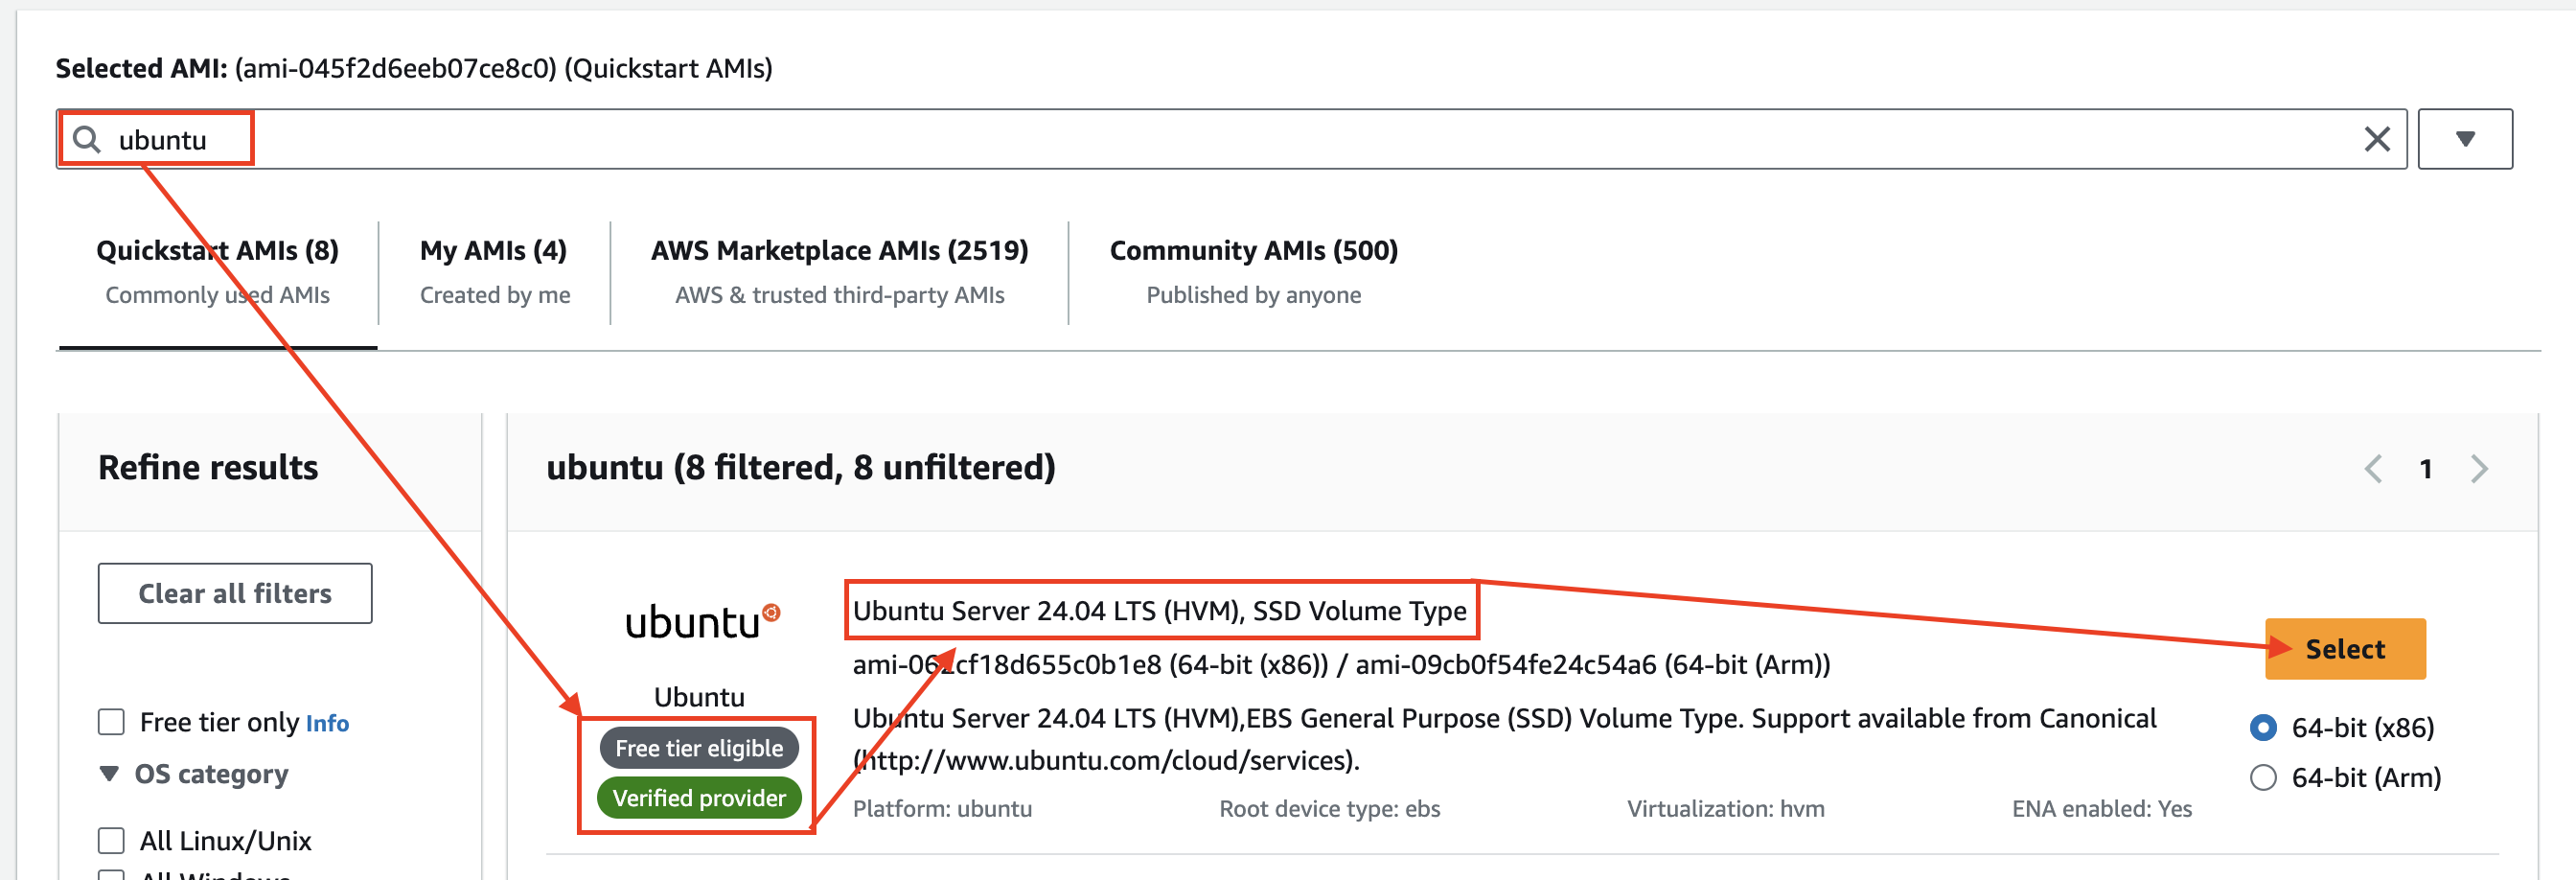 Selected AMI: (ami-045f2d6eeb07ce8c0) (Quickstart AMIs)
ubuntu
Quickstart AMIs (8)
Commonly used AMIs
My AMIs (4)
Created by me
AWS Marketplace AMIs (2519)
AWS & trusted third-party AMIs
Community AMIs (500)
Published by anyone
Refine results
Clear all filters
Free tier only Info
OS category
All Linux/Unix
All Windows
ubuntu (8 filtered, 8 unfiltered)
1
ubuntu
Ubuntu
Free tier eligible
Verified provider
Ubuntu Server 24.04 LTS (HVM), SSD Volume Type
ami-062cf18d655c0b1e8 (64-bit (x86)) / ami-09cb0f54fe24c54a6 (64-bit (Arm))
Ubuntu Server 24.04 LTS (HVM),EBS General Purpose (SSD) Volume Type. Support available from Canonical
(http://www.ubuntu.com/cloud/services).
Platform: ubuntu
Root device type: ebs
Virtualization: hvm
ENA enabled: Yes
Select
64-bit (x86)
64-bit (Arm)